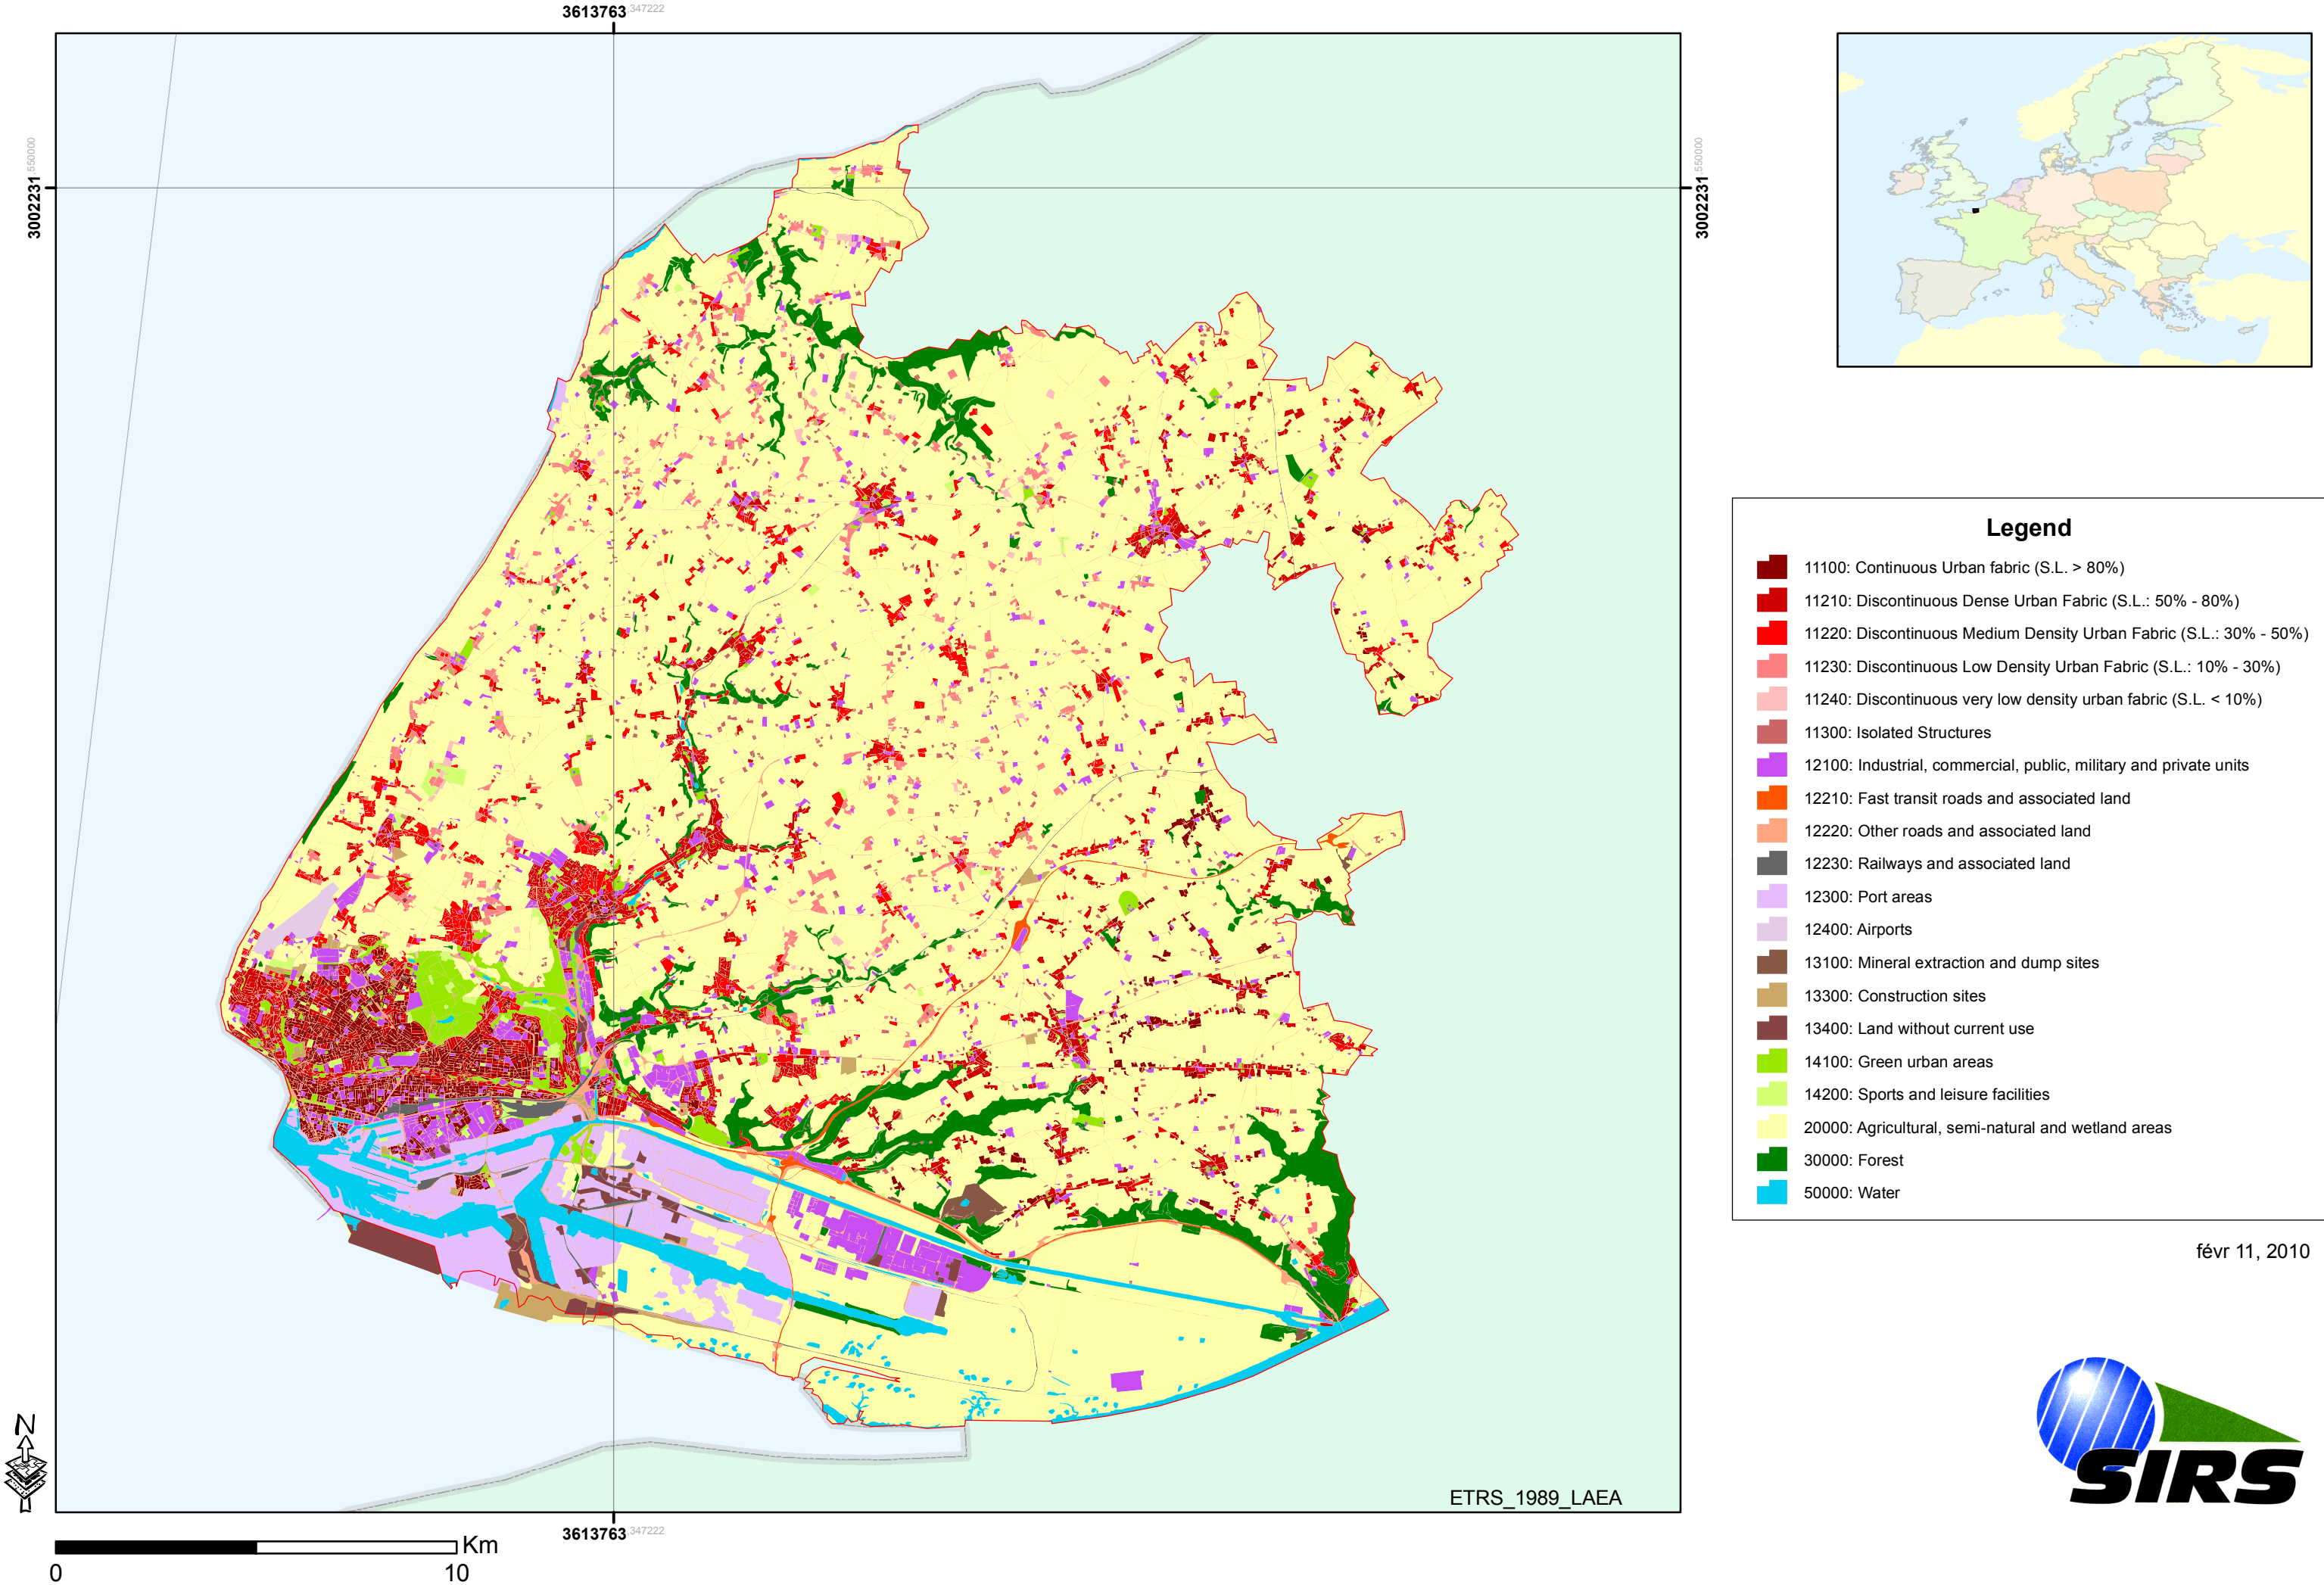 3613763,347222
3002231,550000
3002231,550000
Legend
11100: Continuous Urban fabric (S.L. > 80%)
11210: Discontinuous Dense Urban Fabric (S.L.: 50% - 80%)
11220: Discontinuous Medium Density Urban Fabric (S.L.: 30% - 50%)
11230: Discontinuous Low Density Urban Fabric (S.L.: 10% - 30%)
11240: Discontinuous very low density urban fabric (S.L. < 10%)
11300: Isolated Structures
12100: Industrial, commercial, public, military and private units
12210: Fast transit roads and associated land
12220: Other roads and associated land
12230: Railways and associated land
12300: Port areas
12400: Airports
13100: Mineral extraction and dump sites
13300: Construction sites
13400: Land without current use
14100: Green urban areas
14200: Sports and leisure facilities
20000: Agricultural, semi-natural and wetland areas
30000: Forest
50000: Water
févr 11, 2010
SIRS
N
ETRS_1989_LAEA
3613763,347222
Km
0 10